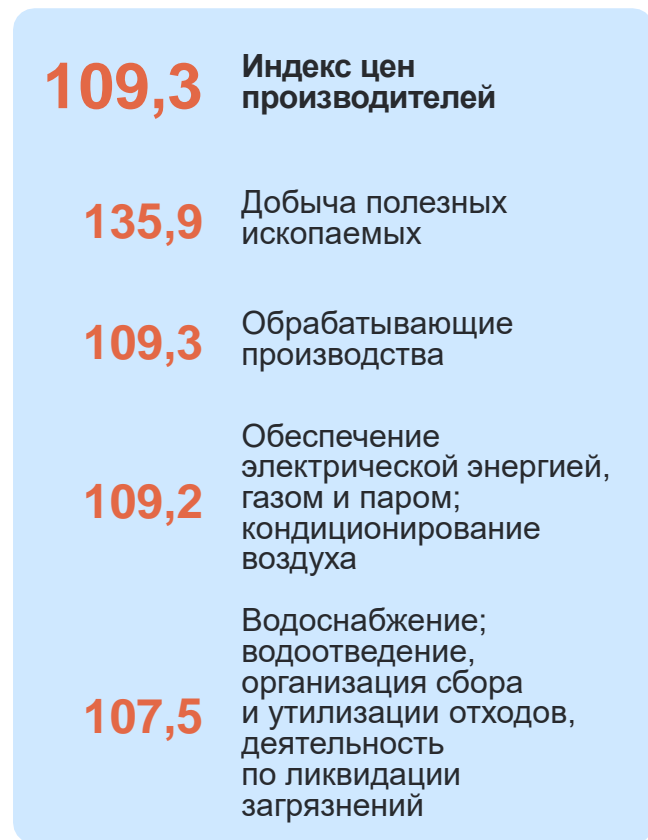 109,3
Индекс цен
производителей
135,9
Добыча полезных
ископаемых
109,3
Обрабатывающие
производства
109,2
Обеспечение
электрической энергией,
газом и паром;
кондиционирование
воздуха
107,5
Водоснабжение;
водоотведение,
организация сбора
и утилизации отходов,
деятельность
по ликвидации
загрязнений